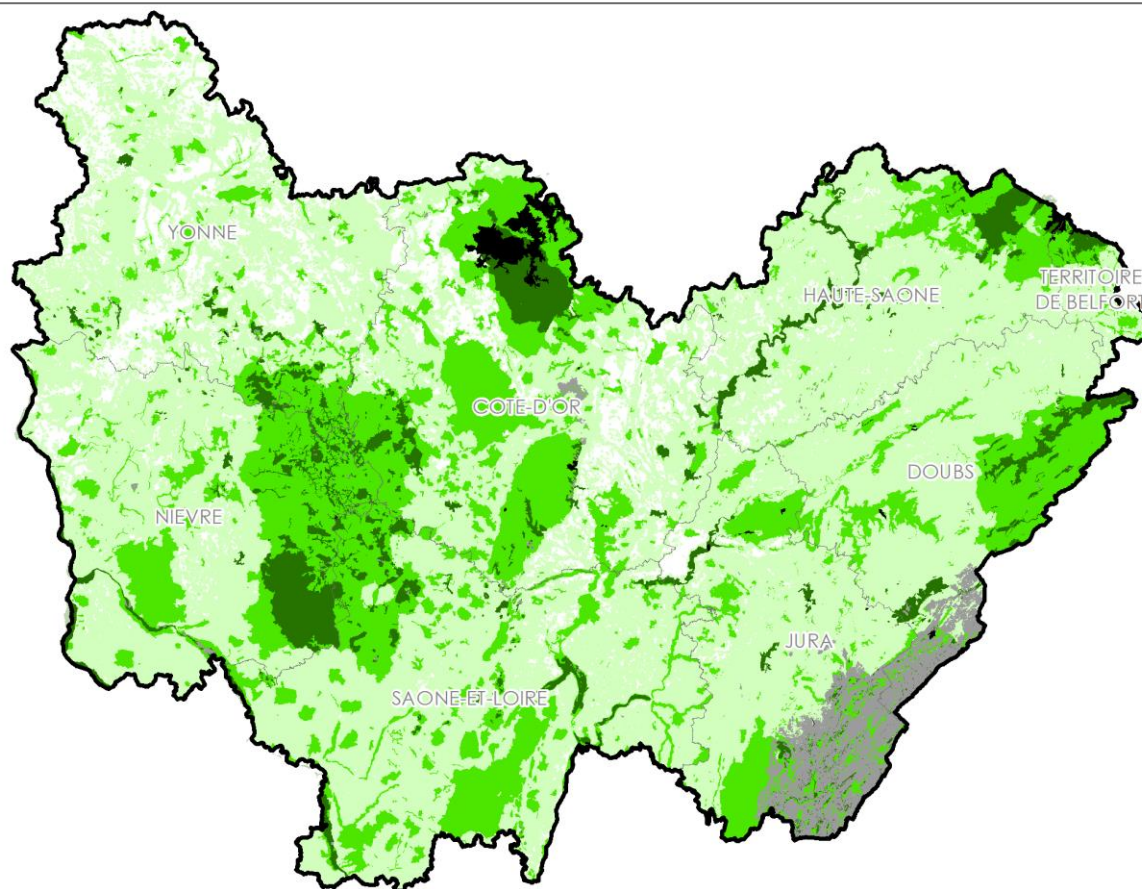 YONNE
HAUTE-SAONE
TERRITOIRE
DE BELFORT
COTE-D'OR
DOUBS
NIEVRE
JURA
SAONE-ET-LOIRE